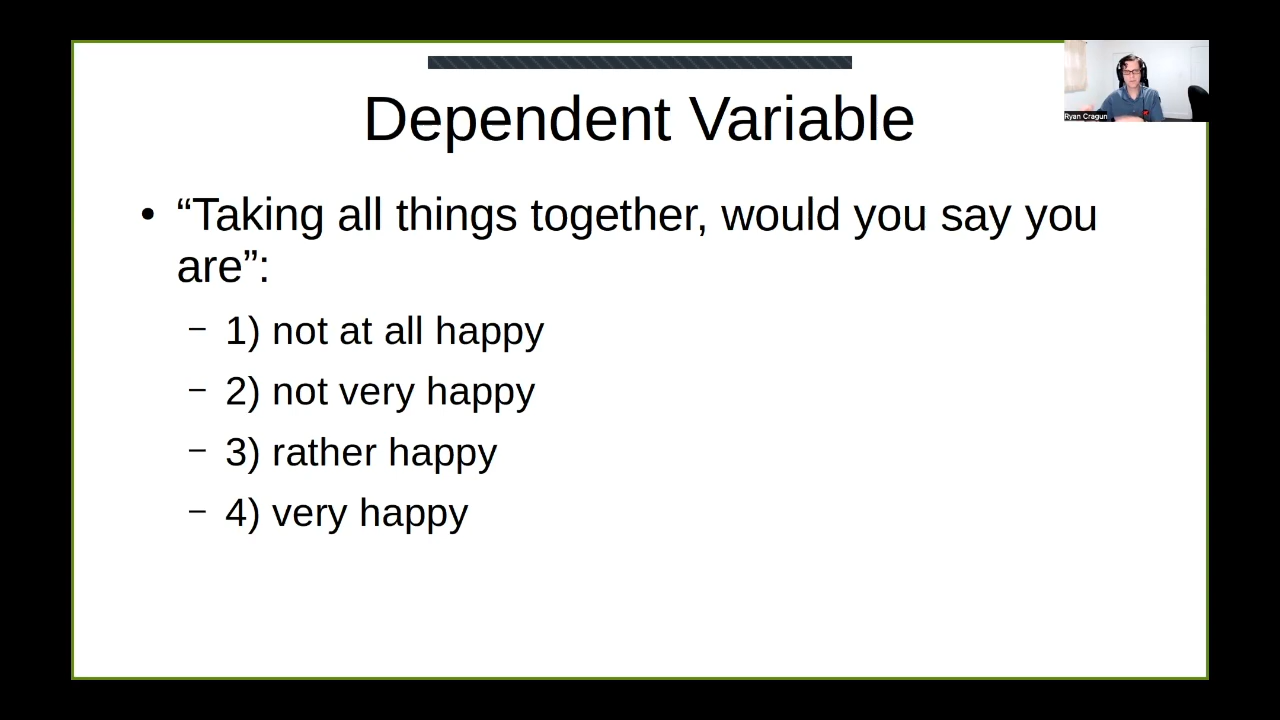 Dependent Variable
Ryan Cragun
• “Taking all things together, would you say you
are”:
– 1) not at all happy
– 2) not very happy
– 3) rather happy
– 4) very happy